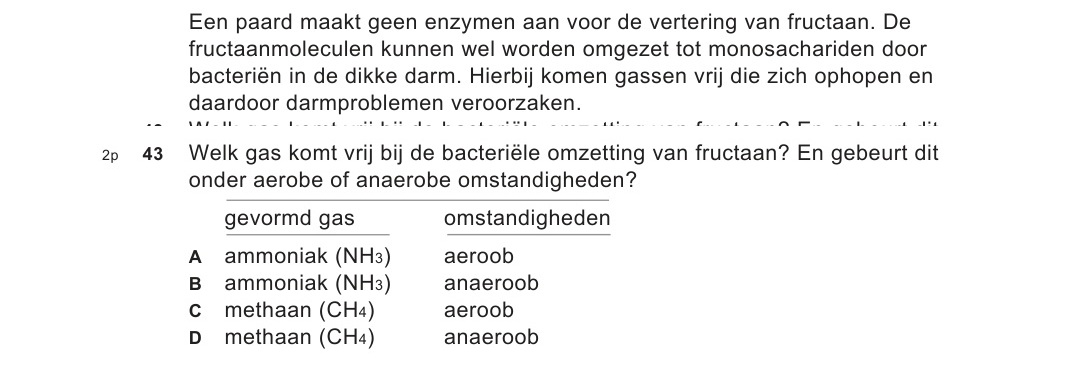 Een paard maakt geen enzymen aan voor de vertering van fructaan. De
fructaanmoleculen kunnen wel worden omgezet tot monosachariden door
bacteriën in de dikke darm. Hierbij komen gassen vrij die zich ophopen en
daardoor darmproblemen veroorzaken.
2p 43 Welk gas komt vrij bij de bacteriële omzetting van fructaan? En gebeurt dit
onder aerobe of anaerobe omstandigheden?
gevormd gas omstandigheden
A ammoniak (NH3) aeroob
B ammoniak (NH3) anaeroob
C methaan (CH4) aeroob
D methaan (CH4) anaeroob